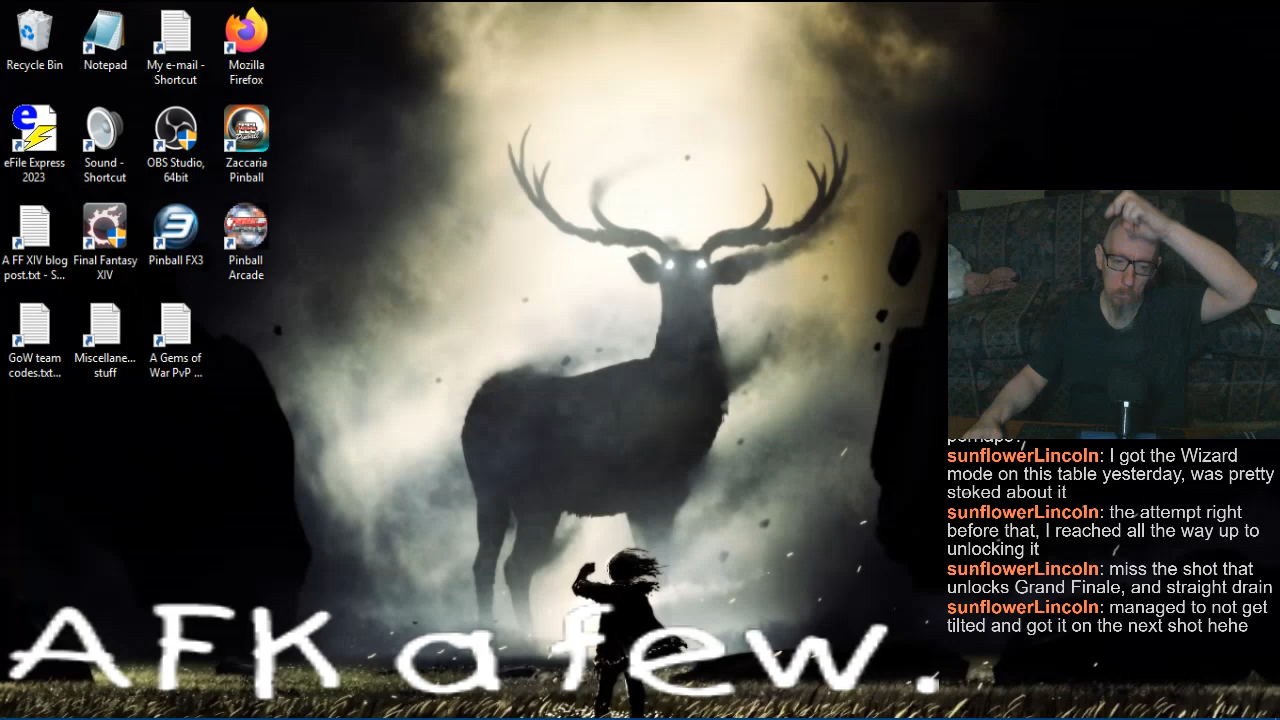 Recycle Bin
Notepad
My e-mail -
Shortcut
Mozilla
Firefox
eFile Express
2023
Sound -
Shortcut
OBS Studio,
64bit
Zaccaria
Pinball
A FF XIV blog
post.txt - S...
Final Fantasy
XIV
Pinball FX3
Pinball
Arcade
GoW team
codes.txt...
Miscellane...
stuff
A Gems of
War PvP ...
AFK a few.
perhaps?
sunflowerLincoln: I got the Wizard
mode on this table yesterday, was pretty
stoked about it
sunflowerLincoln: the attempt right
before that, I reached all the way up to
unlocking it
sunflowerLincoln: miss the shot that
unlocks Grand Finale, and straight drain
sunflowerLincoln: managed to not get
tilted and got it on the next shot hehe